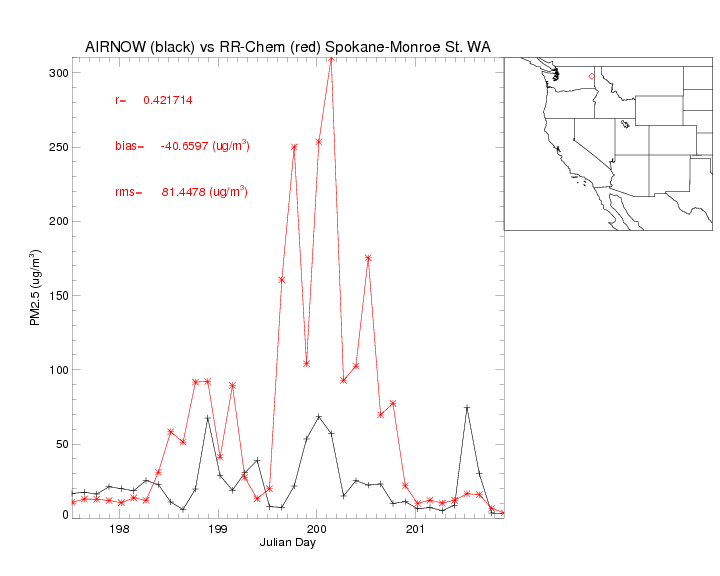 AIRNOW (black) vs RR-Chem (red) Spokane-Monroe St. WA
r= 0.421714
bias= -40.6597 (ug/m³)
rms= 81.4478 (ug/m³)
PM2.5 (ug/m³)
300
250
200
150
100
50
0
198 199 200 201
Julian Day